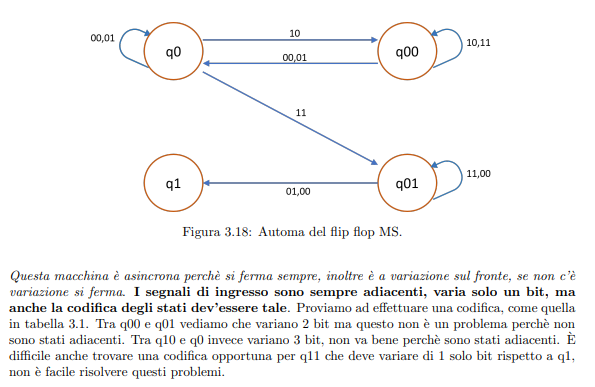 00,01
q0
10
00,01
q00
10,11
11
q1
01,00
q01
11,00
Figura 3.18: Automa del flip flop MS.
Questa macchina è asincrona perchè si ferma sempre, inoltre è a variazione sul fronte, se non c'è
variazione si ferma. I segnali di ingresso sono sempre adiacenti, varia solo un bit, ma
anche la codifica degli stati dev'essere tale. Proviamo ad effettuare una codifica, come quella
in tabella 3.1. Tra q00 e q01 vediamo che variano 2 bit ma questo non è un problema perchè non
sono stati adiacenti. Tra q10 e q0 invece variano 3 bit, non va bene perchè sono stati adiacenti. È
difficile anche trovare una codifica opportuna per q11 che deve variare di 1 solo bit rispetto a q1,
non è facile risolvere questi problemi.